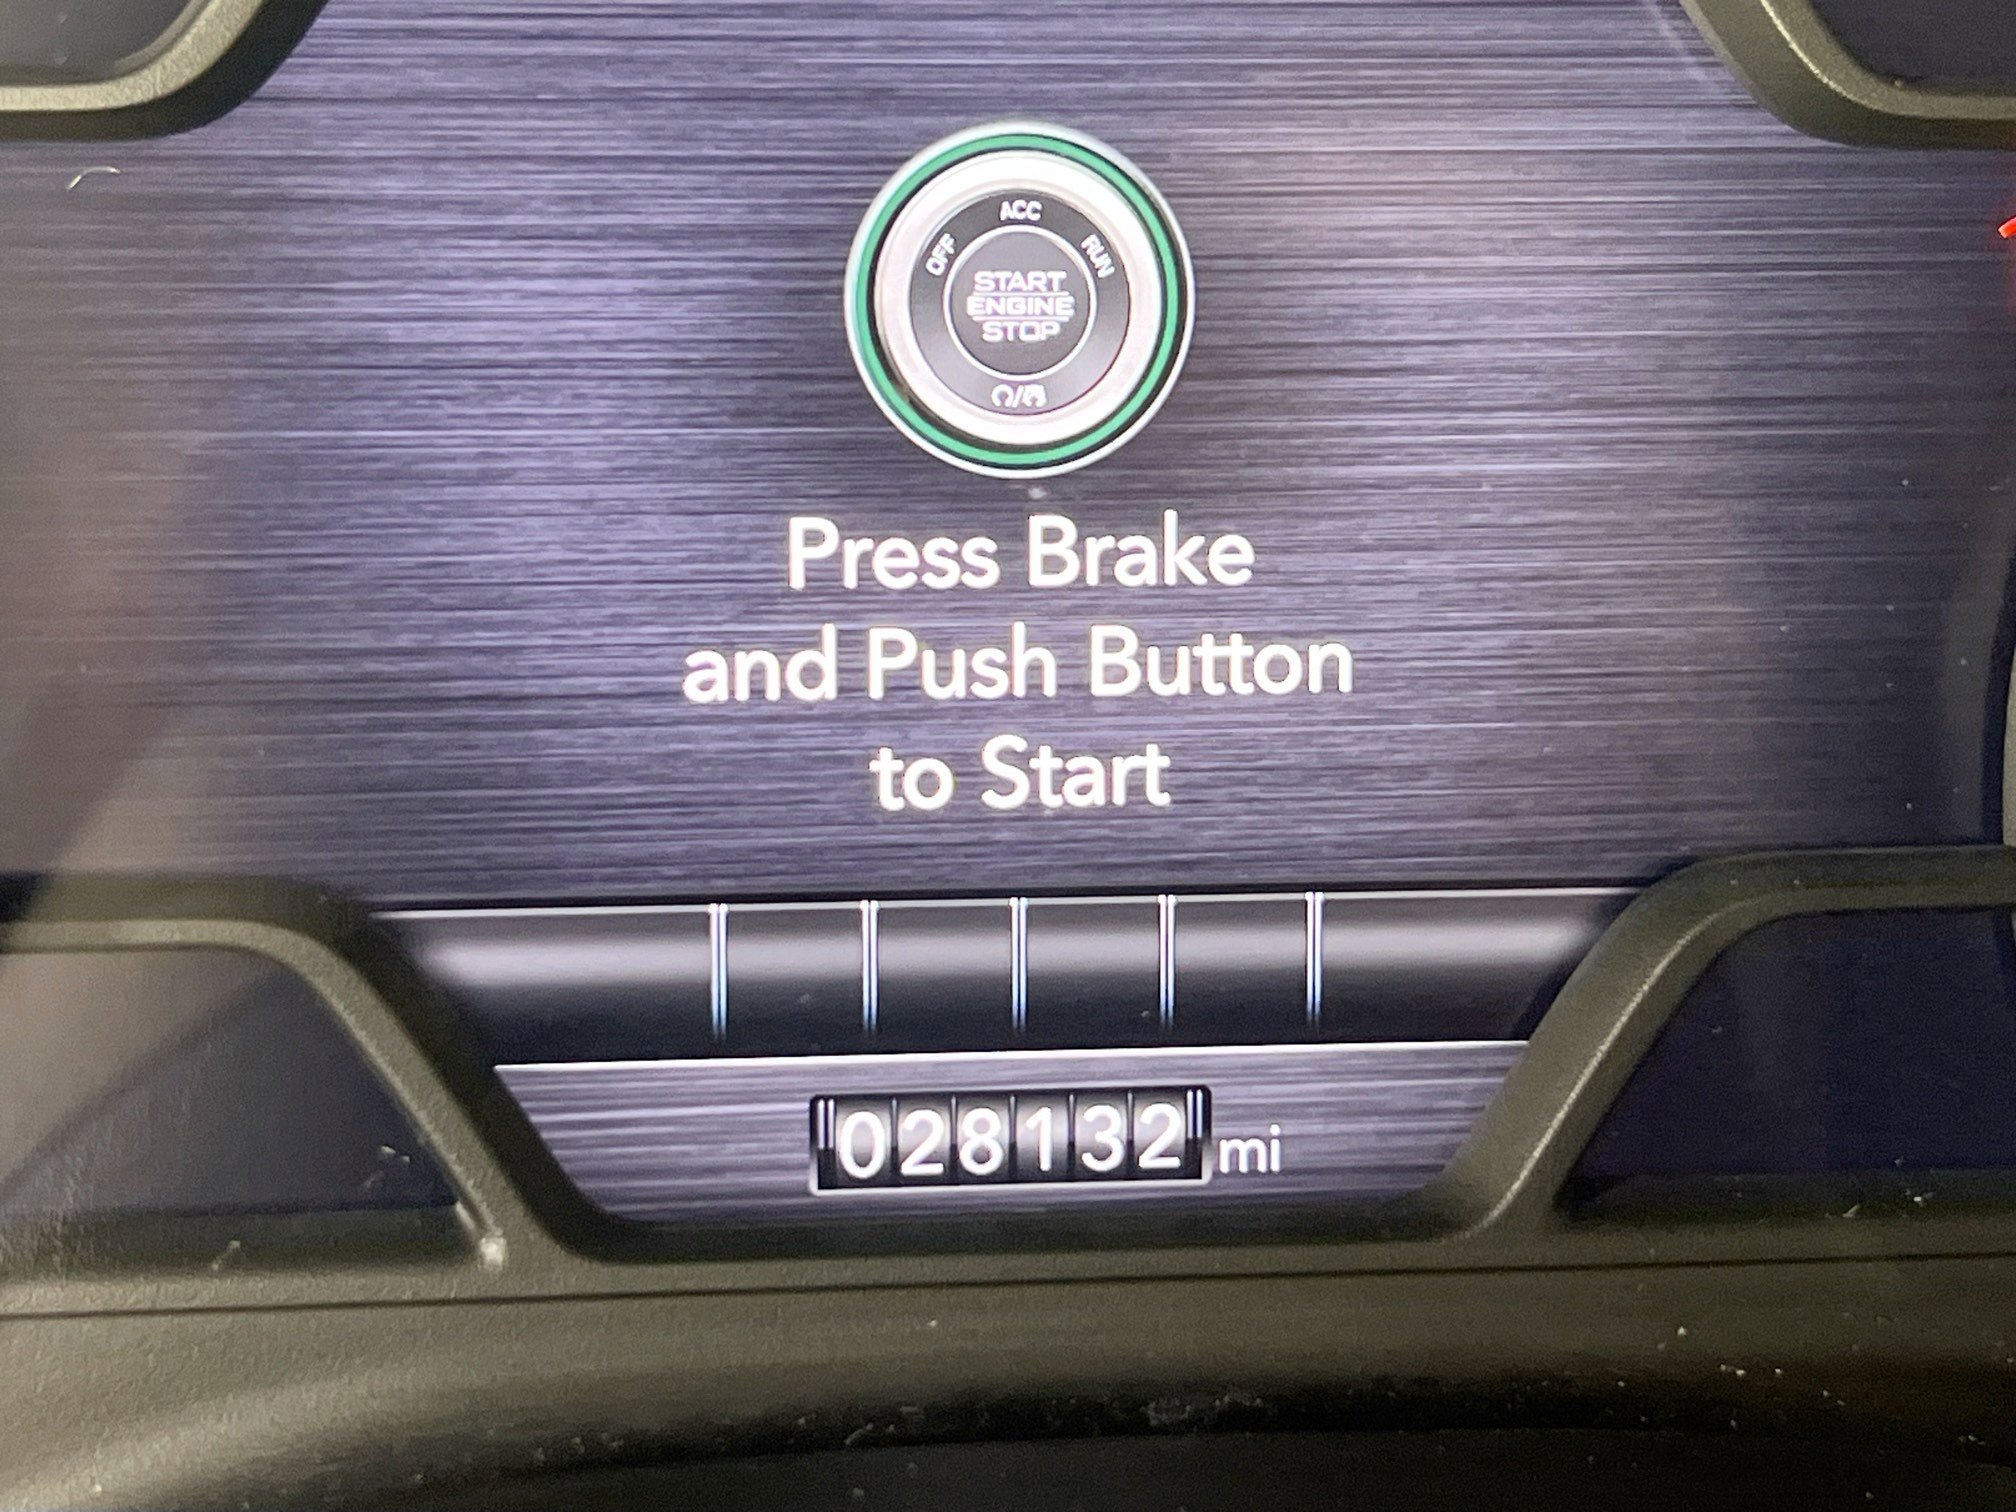 ACC
OFF
RUN
START
ENGINE
STOP
Press Brake
and Push Button
to Start
028132 mi